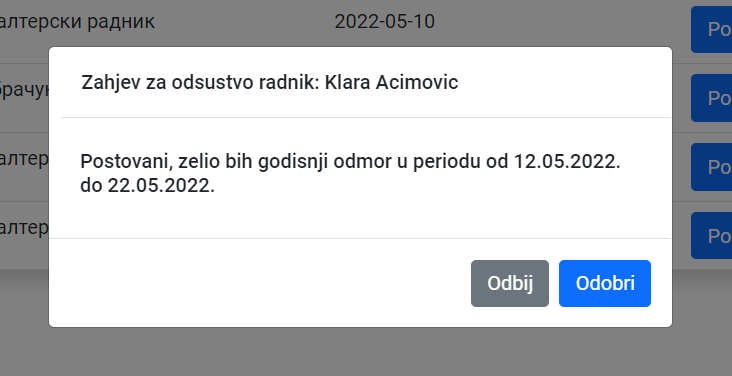 радник 2022-05-10
Zahjev za odsustvo radnik: Klara Acimovic
Postovani, zelio bih godisnji odmor u periodu od 12.05.2022.
do 22.05.2022.
Odbij Odobri